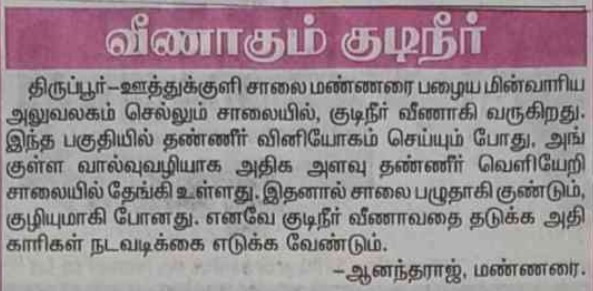 வீணாகும் குடிநீர்
திருப்பூர்–ஊத்துக்குளி சாலை மண்ணரை பழைய மின்வாரிய
அலுவலகம் செல்லும் சாலையில், குடிநீர் வீணாகி வருகிறது.
இந்த பகுதியில் தண்ணீர் வினியோகம் செய்யும் போது, அங்
குள்ள வால்வுவழியாக அதிக அளவு தண்ணீர் வெளியேறி
சாலையில் தேங்கி உள்ளது. இதனால் சாலை பழுதாகி குண்டும்,
குழியுமாகி போனது. எனவே குடிநீர் வீணாவதை தடுக்க அதி
காரிகள் நடவடிக்கை எடுக்க வேண்டும்.
–ஆனந்தராஜ், மண்ணரை.